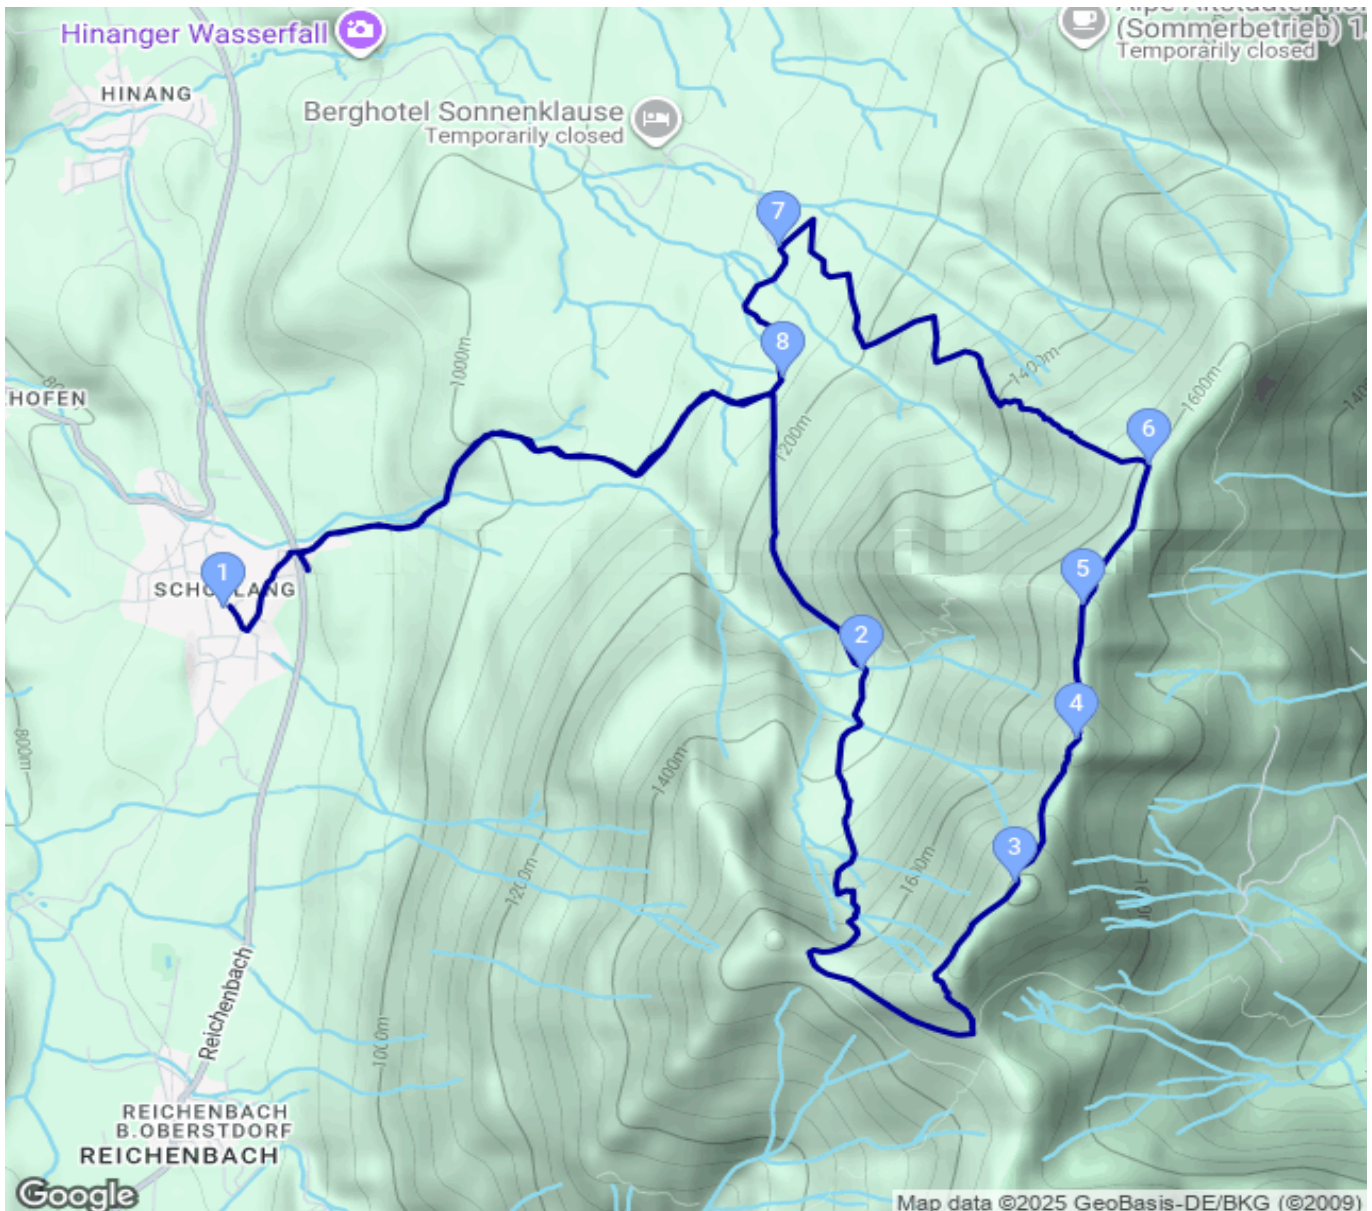 Hinanger Wasserfall
(Sommerbetrieb) 1.
Temporarily closed
HINANG
Berghotel Sonnenklause
Temporarily closed
7
8
1000m
1400m
1600m
HOFEN
6
1200m
5
1
2
4
800m
1400m
3
1600m
1200m
Reichenbach
1000m
REICHENBACH
B.OBERSTDORF
REICHENBACH
Google
Map data ©2025 GeoBasis-DE/BKG (©2009)